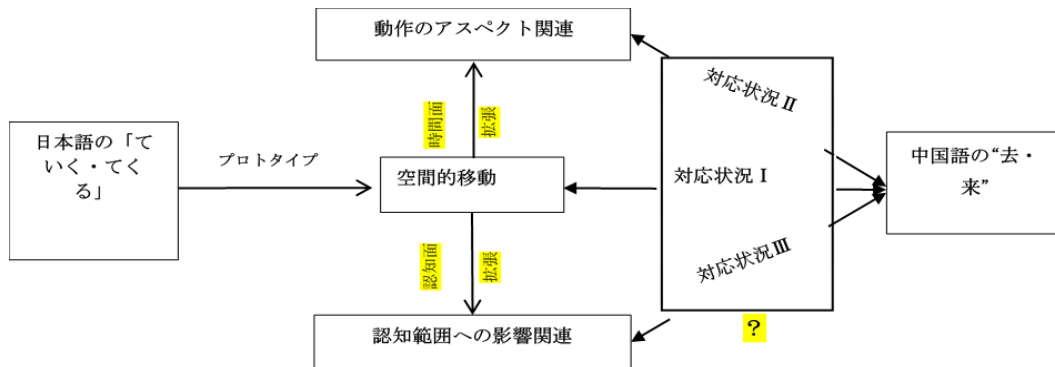 動作のアスペクト関連
対応状況Ⅱ
時間面
拡張
日本語の「て
いく・てく
る」
プロトタイプ
空間的移動
対応状況Ⅰ
中国語の“去・
来”
認知面
拡張
対応状況Ⅲ
認知範囲への影響関連
？